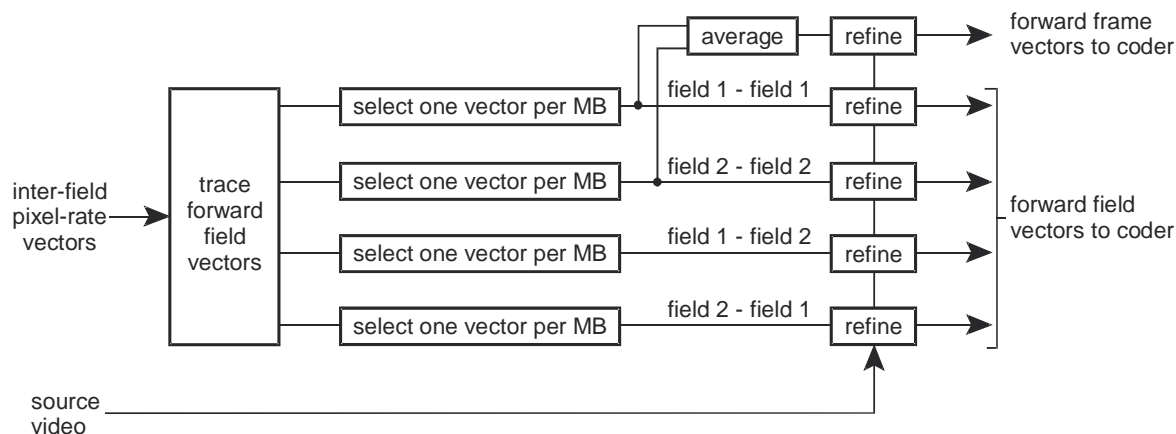 average
refine
forward frame
vectors to coder
select one vector per MB
field 1 - field 1
refine
select one vector per MB
field 2 - field 2
refine
inter-field
pixel-rate
vectors
trace
forward
field
vectors
forward field
vectors to coder
select one vector per MB
field 1 - field 2
refine
select one vector per MB
field 2 - field 1
refine
source
video